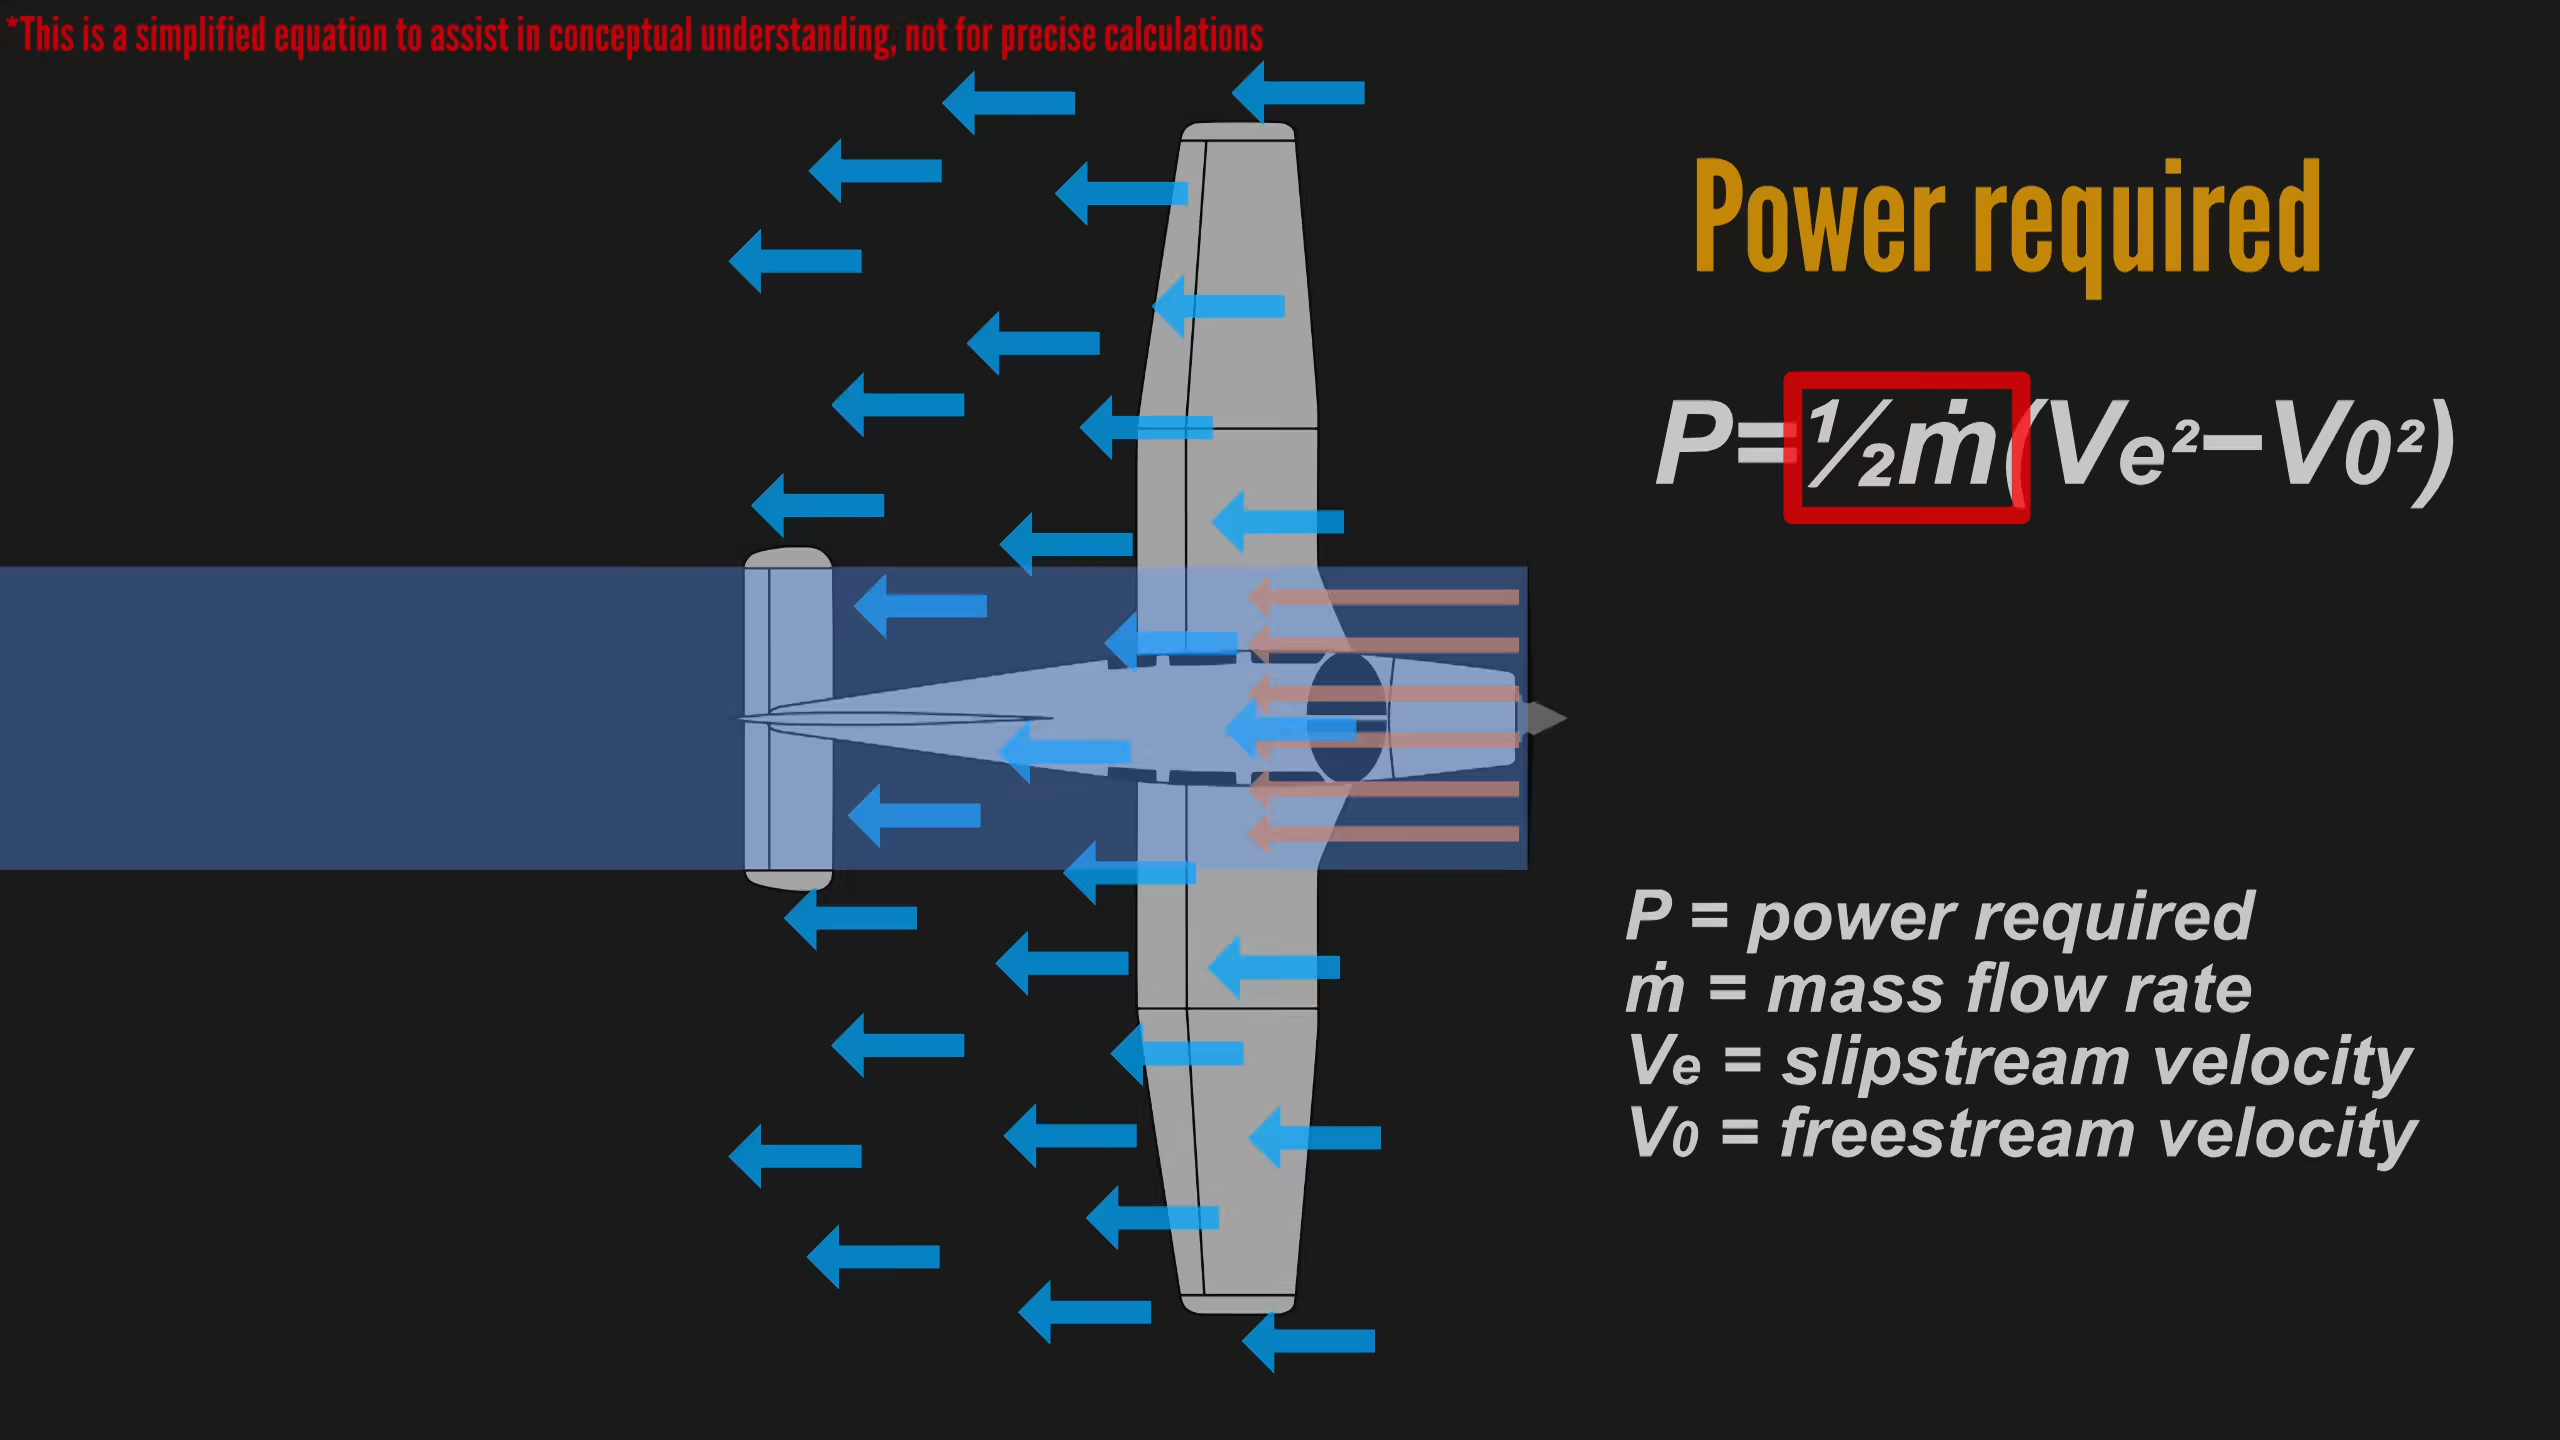 *This is a simplified equation to assist in conceptual understanding, not for precise calculations
Power required
P=½ṁ(Ve²−V0²)
P = power required
ṁ = mass flow rate
Ve = slipstream velocity
V0 = freestream velocity